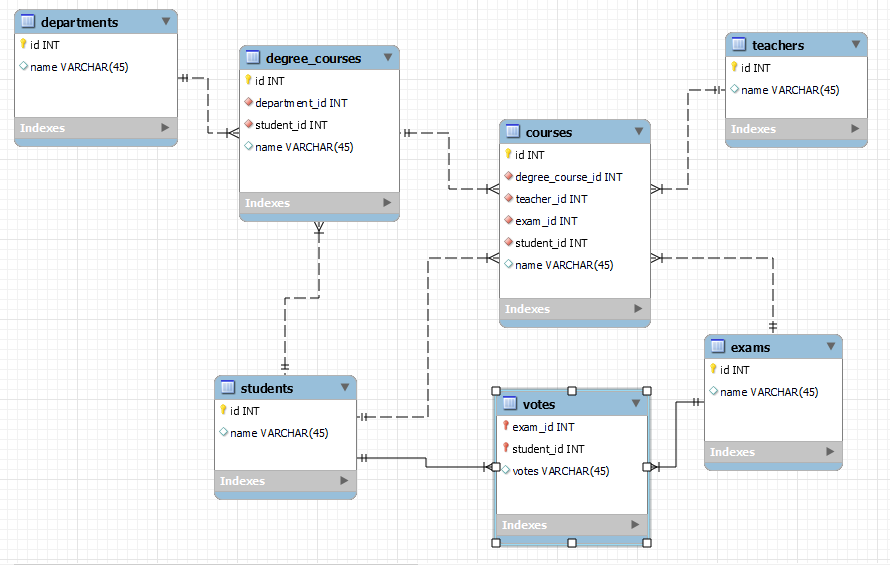 departments
id INT
name VARCHAR(45)
Indexes
degree_courses
id INT
department_id INT
student_id INT
name VARCHAR(45)
Indexes
teachers
id INT
name VARCHAR(45)
Indexes
courses
id INT
degree_course_id INT
teacher_id INT
exam_id INT
student_id INT
name VARCHAR(45)
Indexes
students
id INT
name VARCHAR(45)
Indexes
votes
exam_id INT
student_id INT
votes VARCHAR(45)
Indexes
exams
id INT
name VARCHAR(45)
Indexes